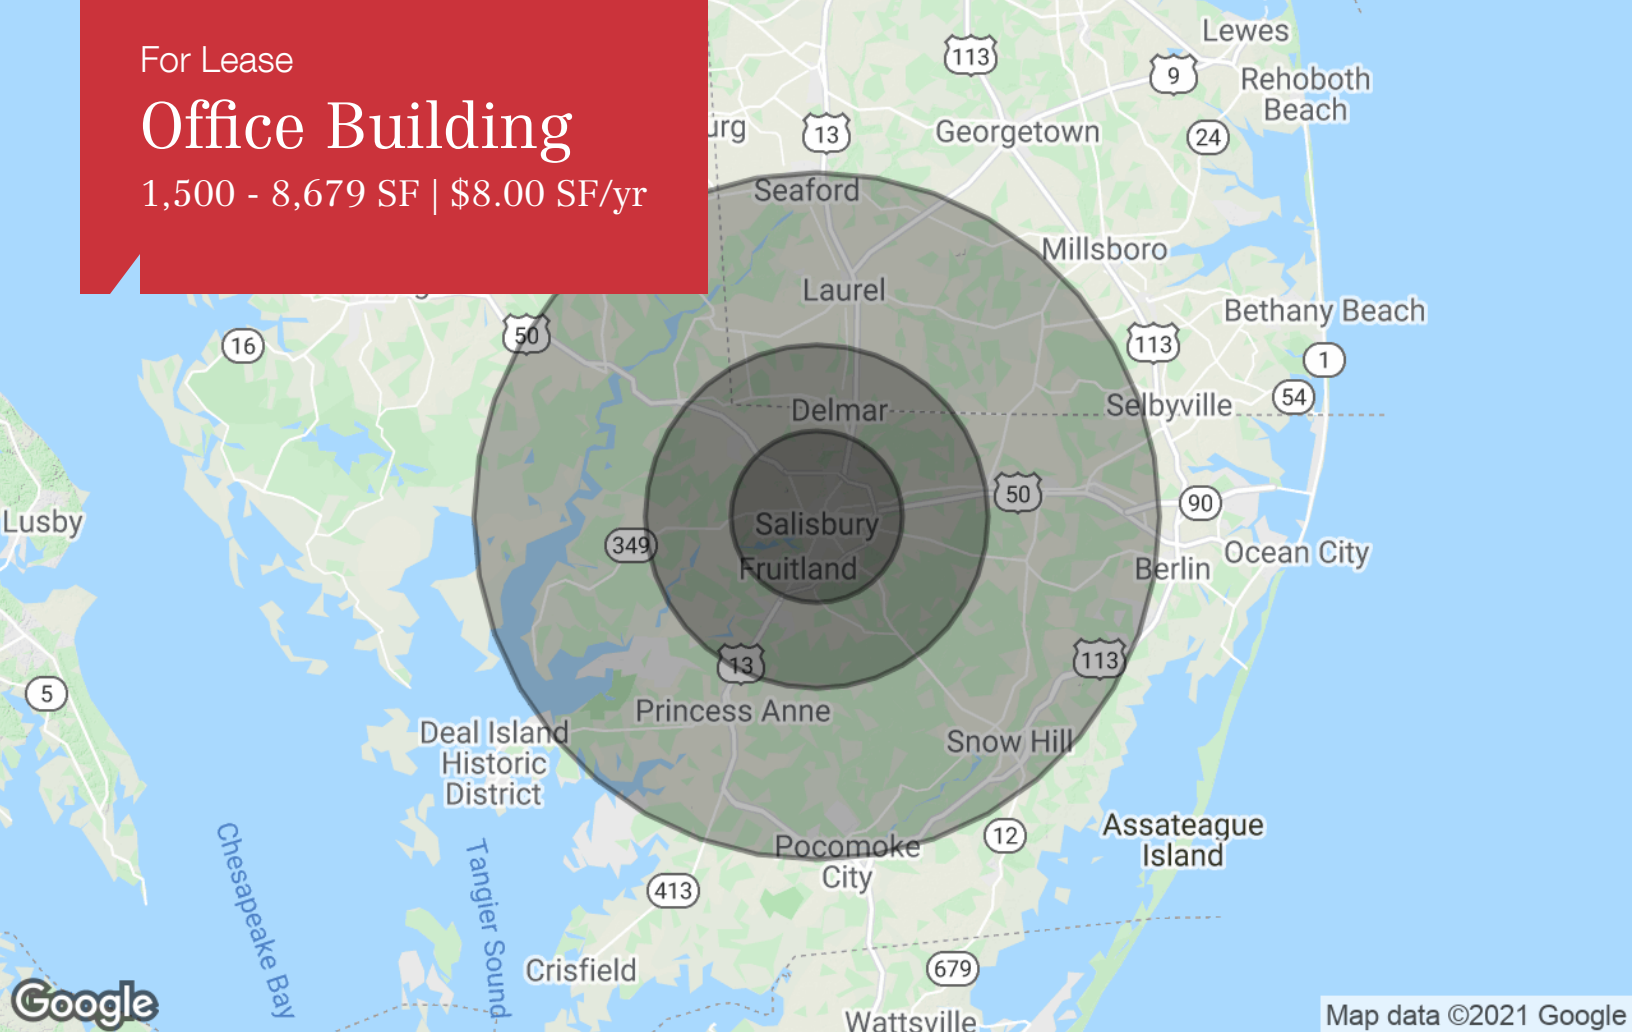 For Lease
Office Building
1,500 - 8,679 SF | $8.00 SF/yr
Lewes
113
9
Rehoboth
Beach
urg
13
Georgetown
24
Seaford
Millsboro
Laurel
Bethany Beach
50
16
113
1
54
Delmar
Selbyville
50
90
Lusby
Salisbury
349
Ocean City
Fruitland
Berlin
13
113
5
Princess Anne
Deal Island
Historic
District
Snow Hill
Assateague
Island
12
Pocomoke
City
413
Chesapeake Bay
Tangier Sound
Crisfield
679
Google
Wattsville
Map data ©2021 Google